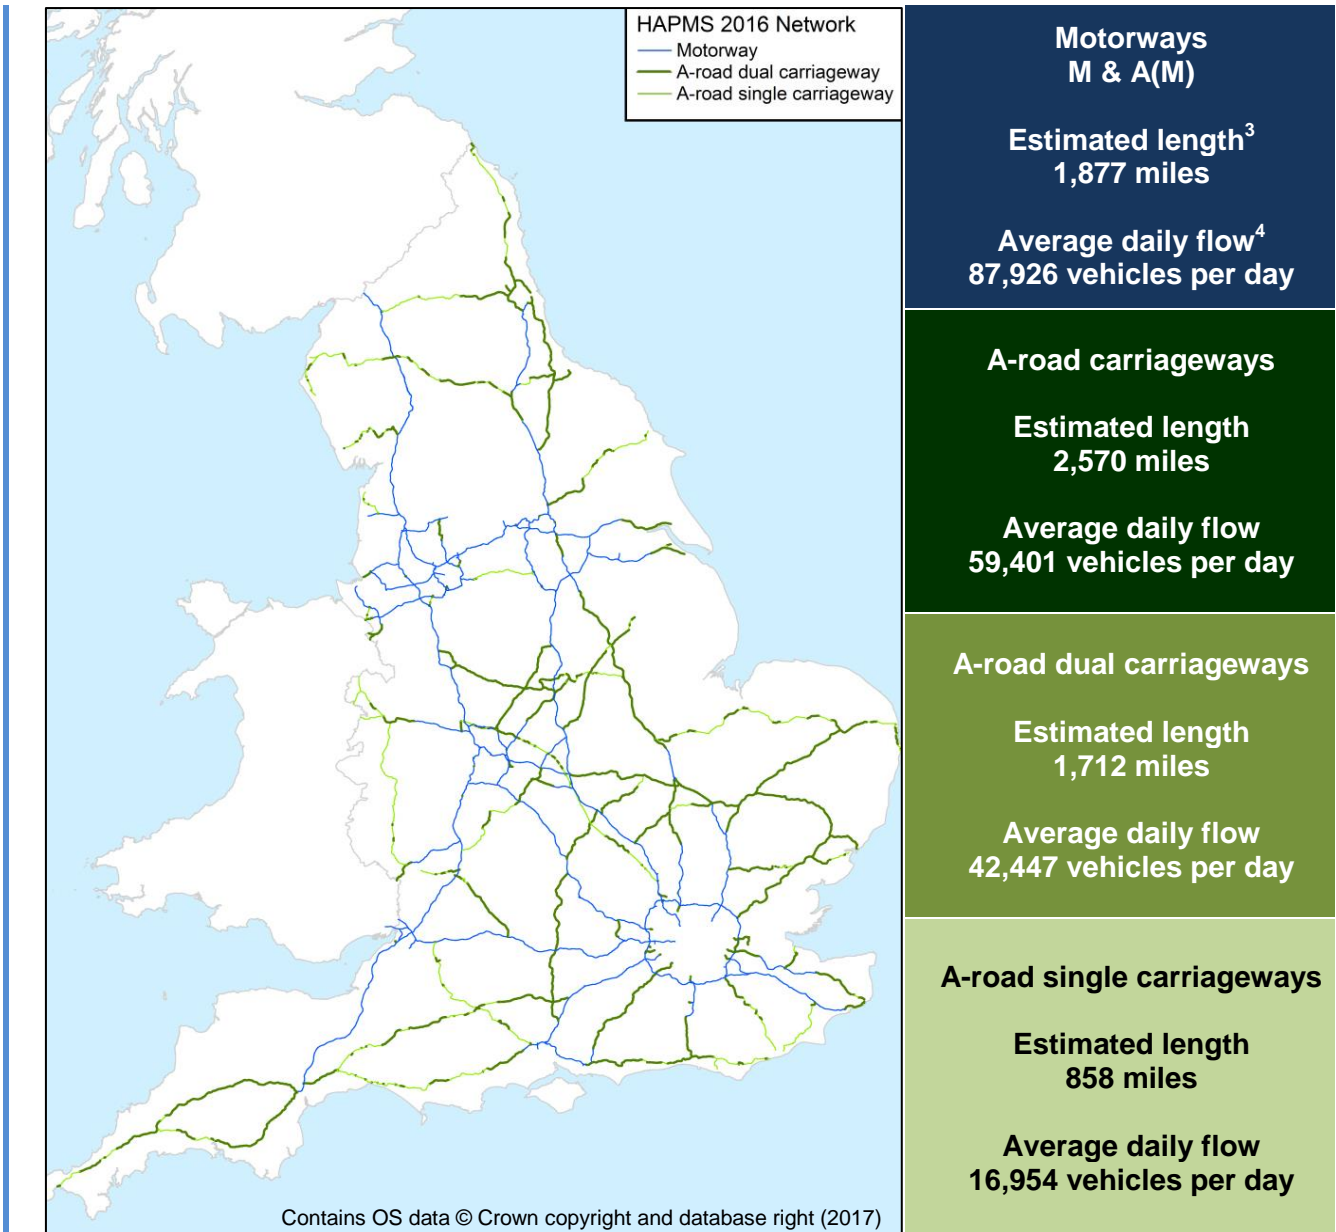 HAPMS 2016 Network
Motorway
A-road dual carriageway
A-road single carriageway
Contains OS data © Crown copyright and database right (2017)
Motorways
M & A(M)
Estimated length³
1,877 miles
Average daily flow⁴
87,926 vehicles per day
A-road carriageways
Estimated length
2,570 miles
Average daily flow
59,401 vehicles per day
A-road dual carriageways
Estimated length
1,712 miles
Average daily flow
42,447 vehicles per day
A-road single carriageways
Estimated length
858 miles
Average daily flow
16,954 vehicles per day